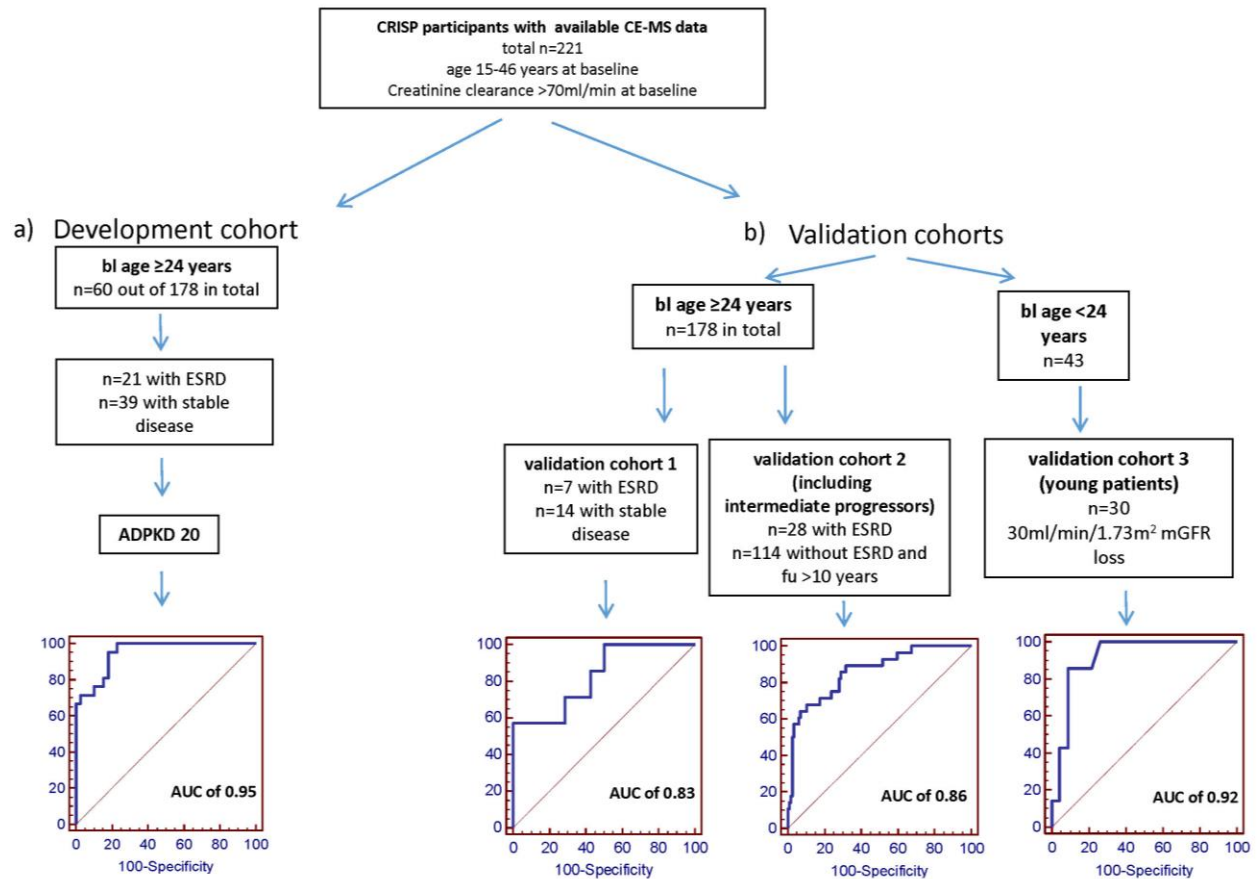 CRISP participants with available CE-MS data
total n=221
age 15-46 years at baseline
Creatinine clearance >70ml/min at baseline
a) Development cohort
bl age ≥24 years
n=60 out of 178 in total
n=21 with ESRD
n=39 with stable
disease
ADPKD 20
100
80
60
40
20
0
AUC of 0.95
0 20 40 60 80 100
100-Specificity
b) Validation cohorts
bl age ≥24 years
n=178 in total
bl age <24
years
n=43
validation cohort 1
n=7 with ESRD
n=14 with stable
disease
validation cohort 2
(including
intermediate progressors)
n=28 with ESRD
n=114 without ESRD and
fu >10 years
validation cohort 3
(young patients)
n=30
30ml/min/1.73m² mGFR
loss
100
80
60
40
20
0
AUC of 0.83
0 20 40 60 80 100
100-Specificity
100
80
60
40
20
0
AUC of 0.86
0 20 40 60 80 100
100-Specificity
100
80
60
40
20
0
AUC of 0.92
0 20 40 60 80 100
100-Specificity